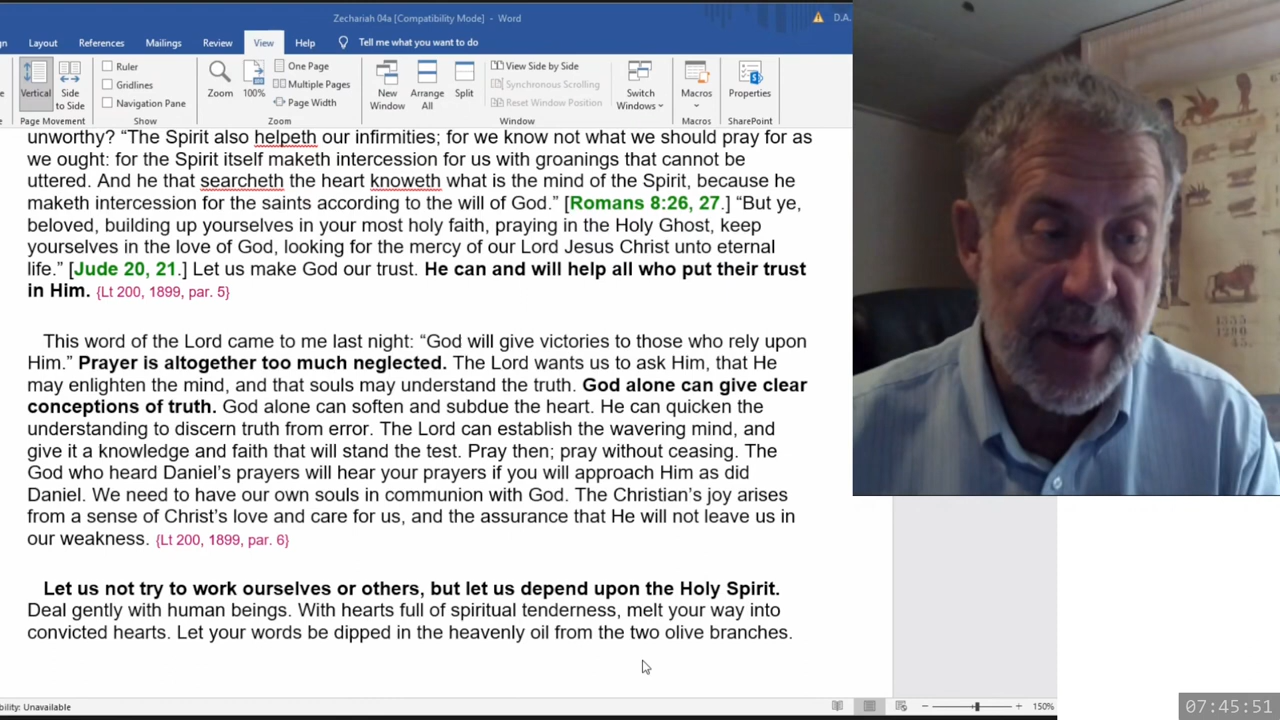 Zechariah 04a [Compatibility Mode] - Word
D.A.
Layout References Mailings Review View Help Tell me what you want to do
Vertical
Side to Side
Page Movement
Ruler
Gridlines
Navigation Pane
Show
Zoom
100%
One Page
Multiple Pages
Page Width
Zoom
New Window
Arrange All
Split
View Side by Side
Synchronous Scrolling
Reset Window Position
Window
Switch Windows
Macros
Macros
Properties
SharePoint
unworthy? “The Spirit also helpeth our infirmities; for we know not what we should pray for as
we ought: for the Spirit itself maketh intercession for us with groanings that cannot be
uttered. And he that searcheth the heart knoweth what is the mind of the Spirit, because he
maketh intercession for the saints according to the will of God.” [Romans 8:26, 27.] “But ye,
beloved, building up yourselves in your most holy faith, praying in the Holy Ghost, keep
yourselves in the love of God, looking for the mercy of our Lord Jesus Christ unto eternal
life.” [Jude 20, 21.] Let us make God our trust. He can and will help all who put their trust
in Him. {Lt 200, 1899, par. 5}
This word of the Lord came to me last night: “God will give victories to those who rely upon
Him.” Prayer is altogether too much neglected. The Lord wants us to ask Him, that He
may enlighten the mind, and that souls may understand the truth. God alone can give clear
conceptions of truth. God alone can soften and subdue the heart. He can quicken the
understanding to discern truth from error. The Lord can establish the wavering mind, and
give it a knowledge and faith that will stand the test. Pray then; pray without ceasing. The
God who heard Daniel’s prayers will hear your prayers if you will approach Him as did
Daniel. We need to have our own souls in communion with God. The Christian’s joy arises
from a sense of Christ’s love and care for us, and the assurance that He will not leave us in
our weakness. {Lt 200, 1899, par. 6}
Let us not try to work ourselves or others, but let us depend upon the Holy Spirit.
Deal gently with human beings. With hearts full of spiritual tenderness, melt your way into
convicted hearts. Let your words be dipped in the heavenly oil from the two olive branches.
bility: Unavailable
150%
1335
1290
45.
07:45:51